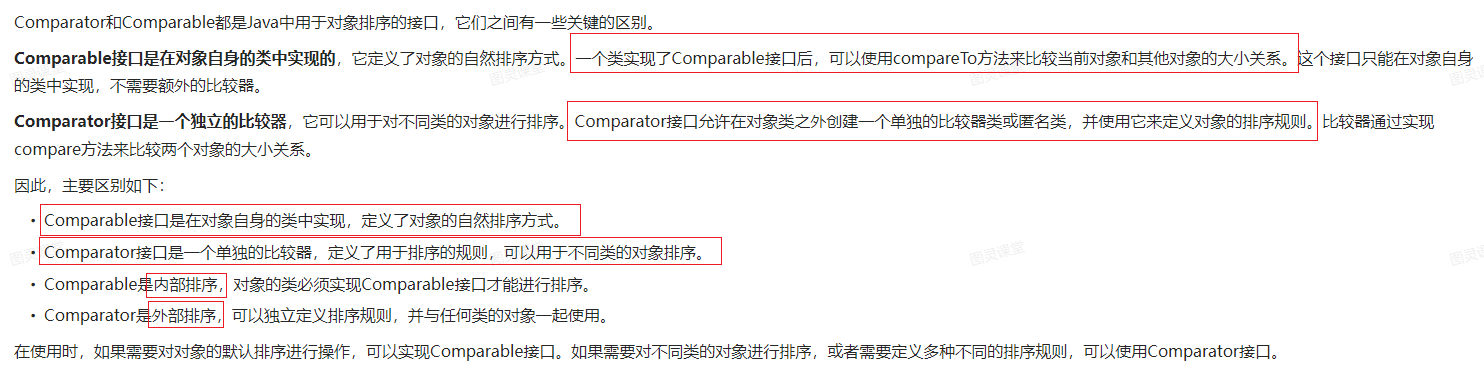 Comparator和Comparable都是Java中用于对象排序的接口，它们之间有一些关键的区别。
Comparable接口是在对象自身的类中实现的，它定义了对象的自然排序方式。一个类实现了Comparable接口后，可以使用compareTo方法来比较当前对象和其他对象的大小关系。这个接口只能在对象自身
的类中实现，不需要额外的比较器。
Comparator接口是一个独立的比较器，它可以用于对不同类的对象进行排序。Comparator接口允许在对象类之外创建一个单独的比较器类或匿名类，并使用它来定义对象的排序规则。比较器通过实现
compare方法来比较两个对象的大小关系。
因此，主要区别如下：
• Comparable接口是在对象自身的类中实现，定义了对象的自然排序方式。
• Comparator接口是一个单独的比较器，定义了用于排序的规则，可以用于不同类的对象排序。
• Comparable是内部排序，对象的类必须实现Comparable接口才能进行排序。
• Comparator是外部排序，可以独立定义排序规则，并与任何类的对象一起使用。
在使用时，如果需要对对象的默认排序进行操作，可以实现Comparable接口。如果需要对不同类的对象进行排序，或者需要定义多种不同的排序规则，可以使用Comparator接口。
图灵课堂